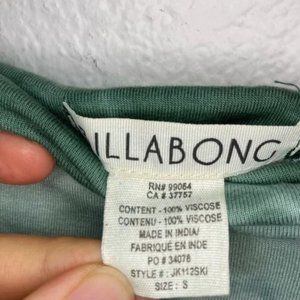 ILLABONG
RN# 99064
CA # 37757
CONTENT - 100% VISCOSE
CONTENU - 100% VISCOSE
MADE IN INDIA/
FABRIQUÉ EN INDE
PO # 34078
STYLE # : JK112SKI
SIZE : S